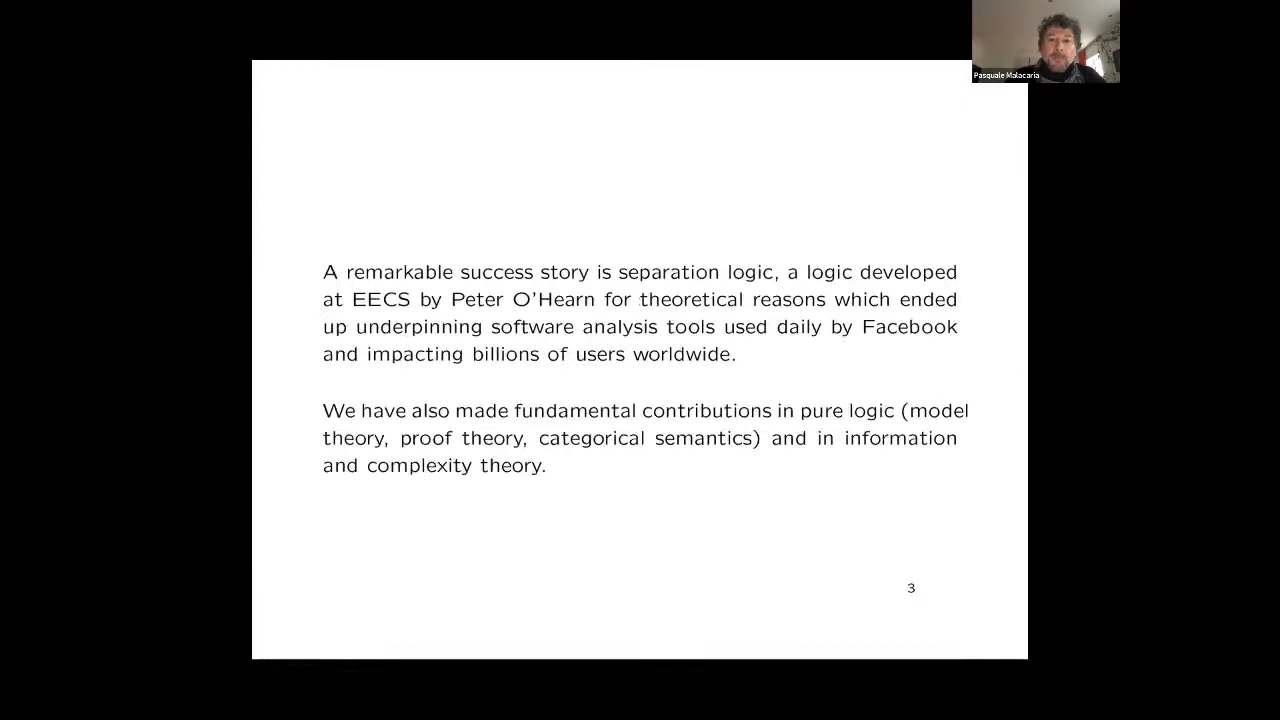 Pasquale Malacaria
A remarkable success story is separation logic, a logic developed
at EECS by Peter O'Hearn for theoretical reasons which ended
up underpinning software analysis tools used daily by Facebook
and impacting billions of users worldwide.
We have also made fundamental contributions in pure logic (model
theory, proof theory, categorical semantics) and in information
and complexity theory.
3